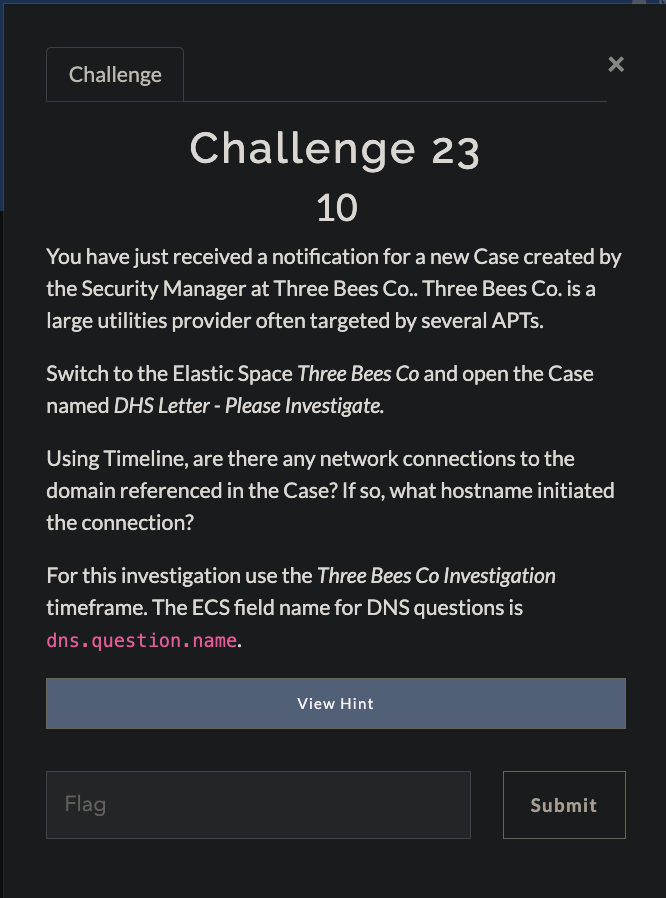 Challenge
×
Challenge 23
10
You have just received a notification for a new Case created by
the Security Manager at Three Bees Co.. Three Bees Co. is a
large utilities provider often targeted by several APTs.
Switch to the Elastic Space Three Bees Co and open the Case
named DHS Letter - Please Investigate.
Using Timeline, are there any network connections to the
domain referenced in the Case? If so, what hostname initiated
the connection?
For this investigation use the Three Bees Co Investigation
timeframe. The ECS field name for DNS questions is
dns.question.name.
View Hint
Flag
Submit